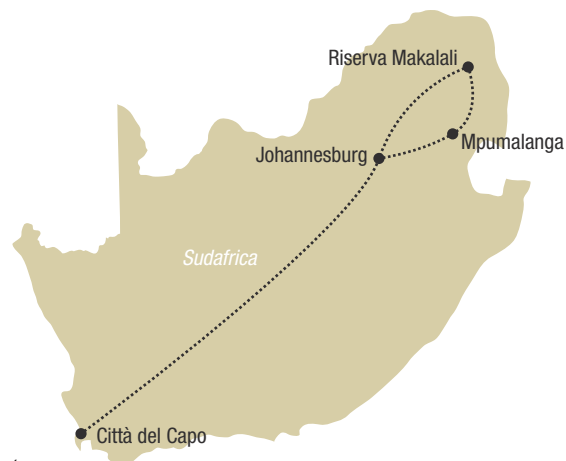 Riserva Makalali
Mpumalanga
Johannesburg
Sudafrica
Città del Capo